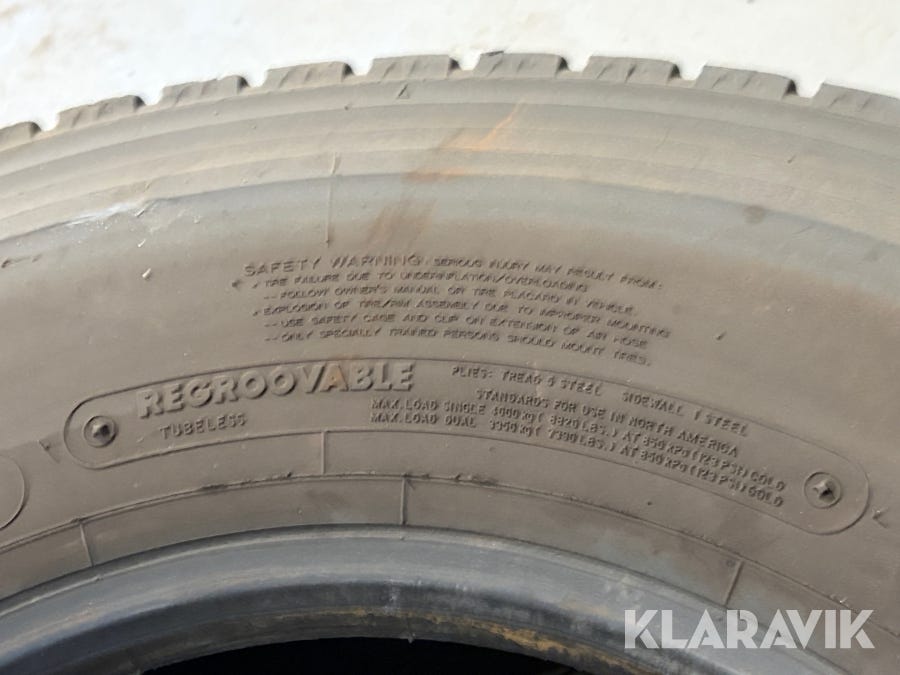 SAFETY WARNING: SERIOUS INJURY MAY RESULT FROM:
TIRE FAILURE DUE TO UNDERINFLATION/OVERLOADING
-- FOLLOW OWNER'S MANUAL OR TIRE PLACARD IN VEHICLE.
EXPLOSION OF TIRE/RIM ASSEMBLY DUE TO IMPROPER MOUNTING
-- USE SAFETY CAGE AND CLIP ON EXTENSION OF AIR HOSE
-- ONLY SPECIALLY TRAINED PERSONS SHOULD MOUNT TIRES.
REGROOVABLE
TUBELESS
PLIES: TREAD 5 STEEL SIDEWALL 1 STEEL
STANDARDS FOR USE IN NORTH AMERICA
MAX. LOAD SINGLE 4000 kg ( 8820 LBS. ) AT 850 kPa (123 PSI) COLD
MAX. LOAD DUAL 3350 kg ( 7390 LBS. ) AT 850 kPa (123 PSI) COLD
KLARAVIK